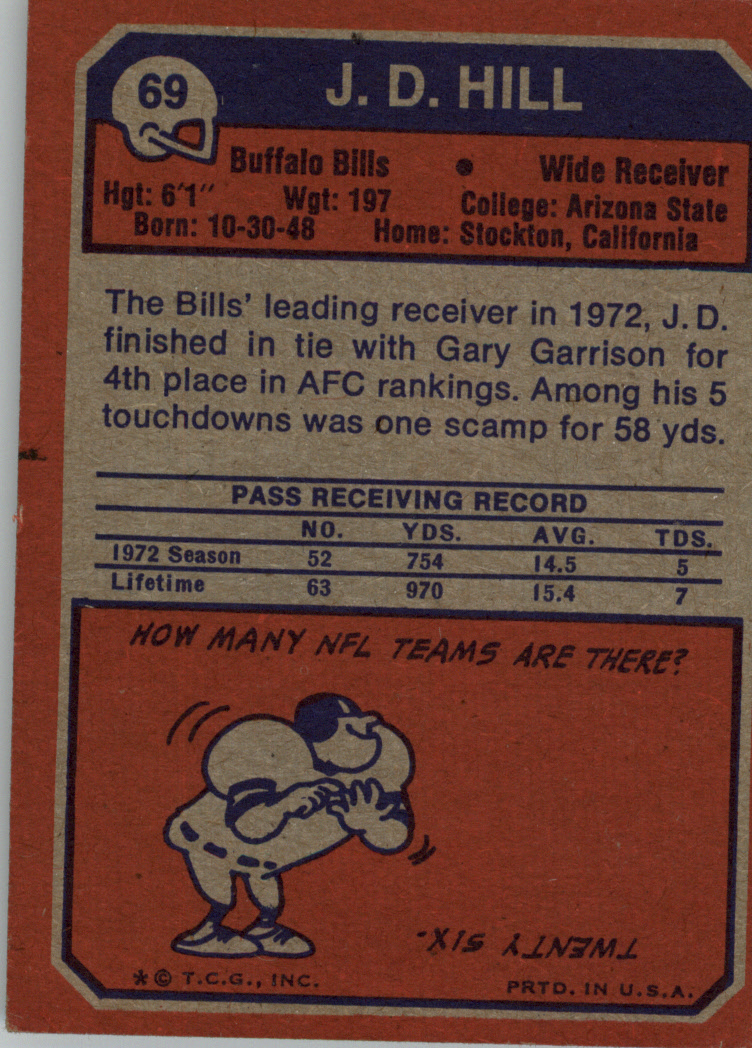 69
J. D. HILL
Buffalo Bills • Wide Receiver
Hgt: 6'1" Wgt: 197 College: Arizona State
Born: 10-30-48 Home: Stockton, California
The Bills' leading receiver in 1972, J. D.
finished in tie with Gary Garrison for
4th place in AFC rankings. Among his 5
touchdowns was one scamp for 58 yds.
PASS RECEIVING RECORD
NO. YDS. AVG. TDS.
1972 Season 52 754 14.5 5
Lifetime 63 970 15.4 7
HOW MANY NFL TEAMS ARE THERE?
TWENTY SIX.
* © T.C.G., INC. PRTD. IN U.S.A.